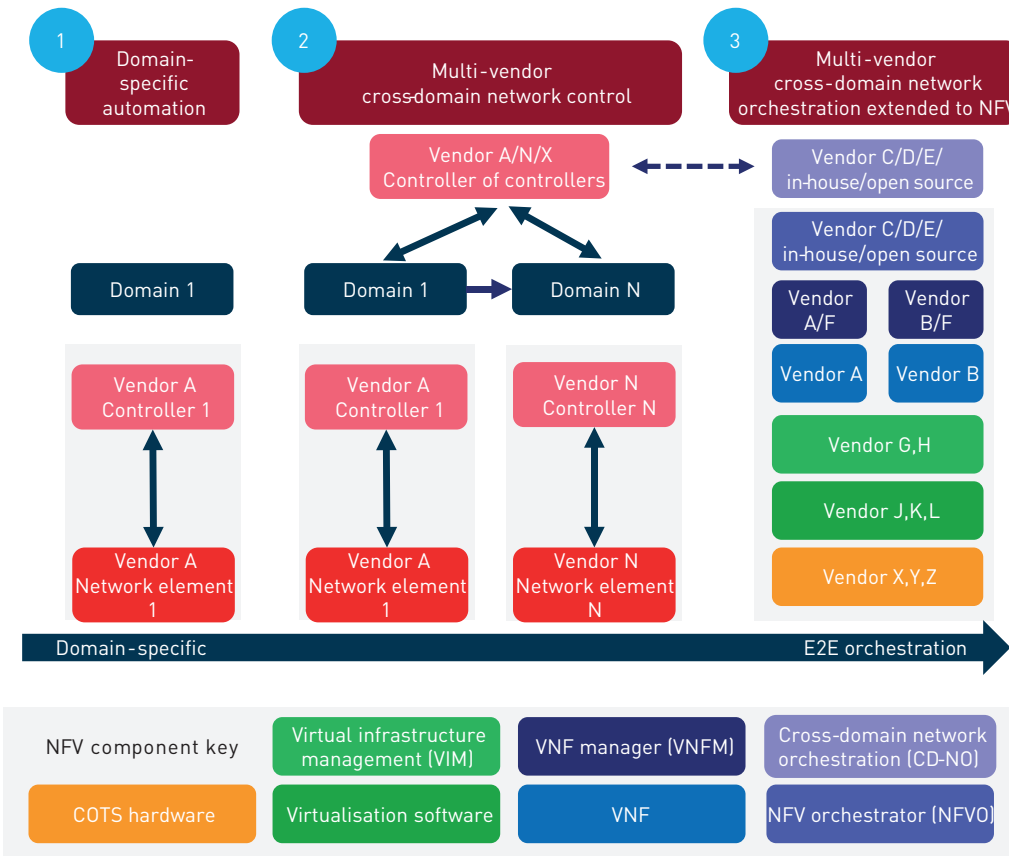 1
Domain-
specific
automation
2
Multi-vendor
cross-domain network control
3
Multi-vendor
cross-domain network
orchestration extended to NFV
Vendor A/N/X
Controller of controllers
Vendor C/D/E/
in-house/open source
Vendor C/D/E/
in-house/open source
Domain 1
Domain 1
Domain N
Vendor
A/F
Vendor
B/F
Vendor A
Vendor B
Vendor A
Controller 1
Vendor A
Controller 1
Vendor N
Controller N
Vendor G,H
Vendor J,K,L
Vendor X,Y,Z
Vendor A
Network element
1
Vendor A
Network element
1
Vendor N
Network element
N
Domain-specific
E2E orchestration
NFV component key
Virtual infrastructure
management (VIM)
VNF manager (VNFM)
Cross-domain network
orchestration (CD-NO)
COTS hardware
Virtualisation software
VNF
NFV orchestrator (NFVO)